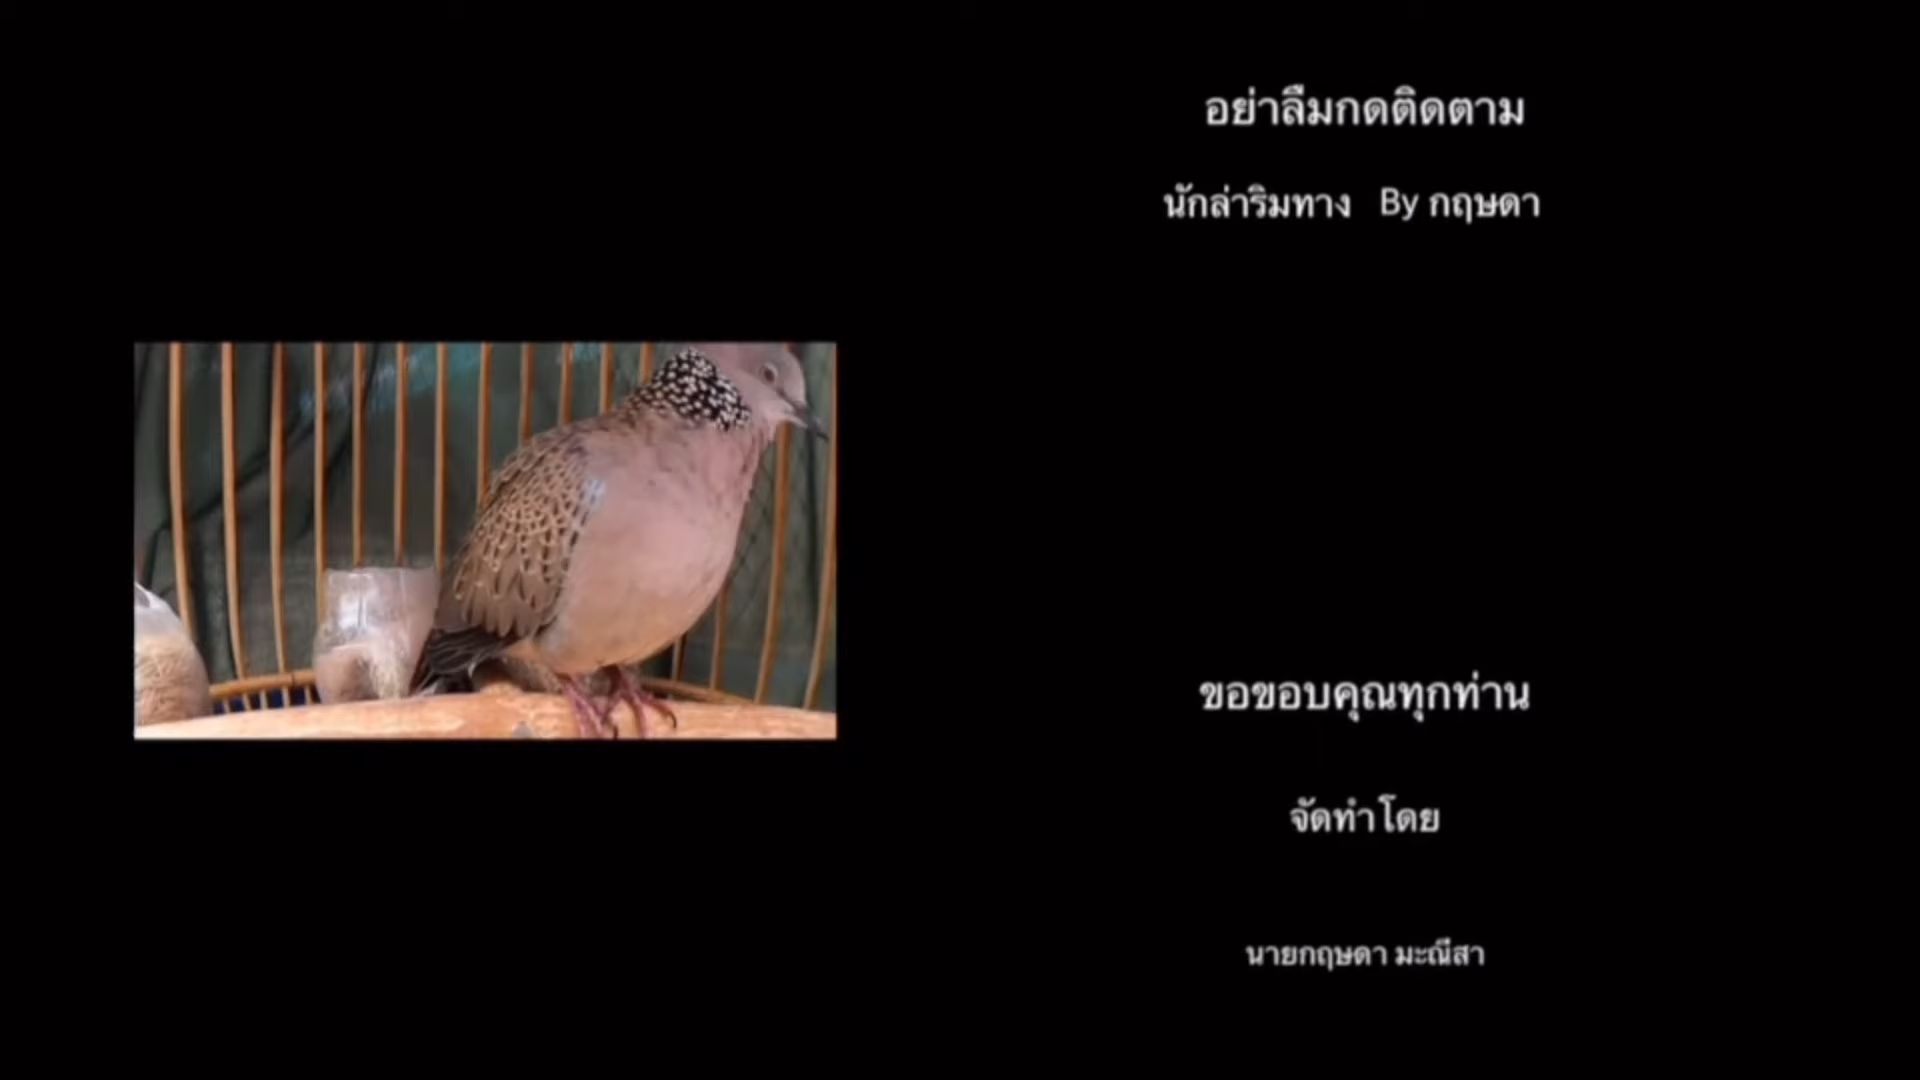 อย่าลืมกดติดตาม
นักล่าริมทาง By กฤษดา
ขอขอบคุณทุกท่าน
จัดทำโดย
นายกฤษดา มะณีสา